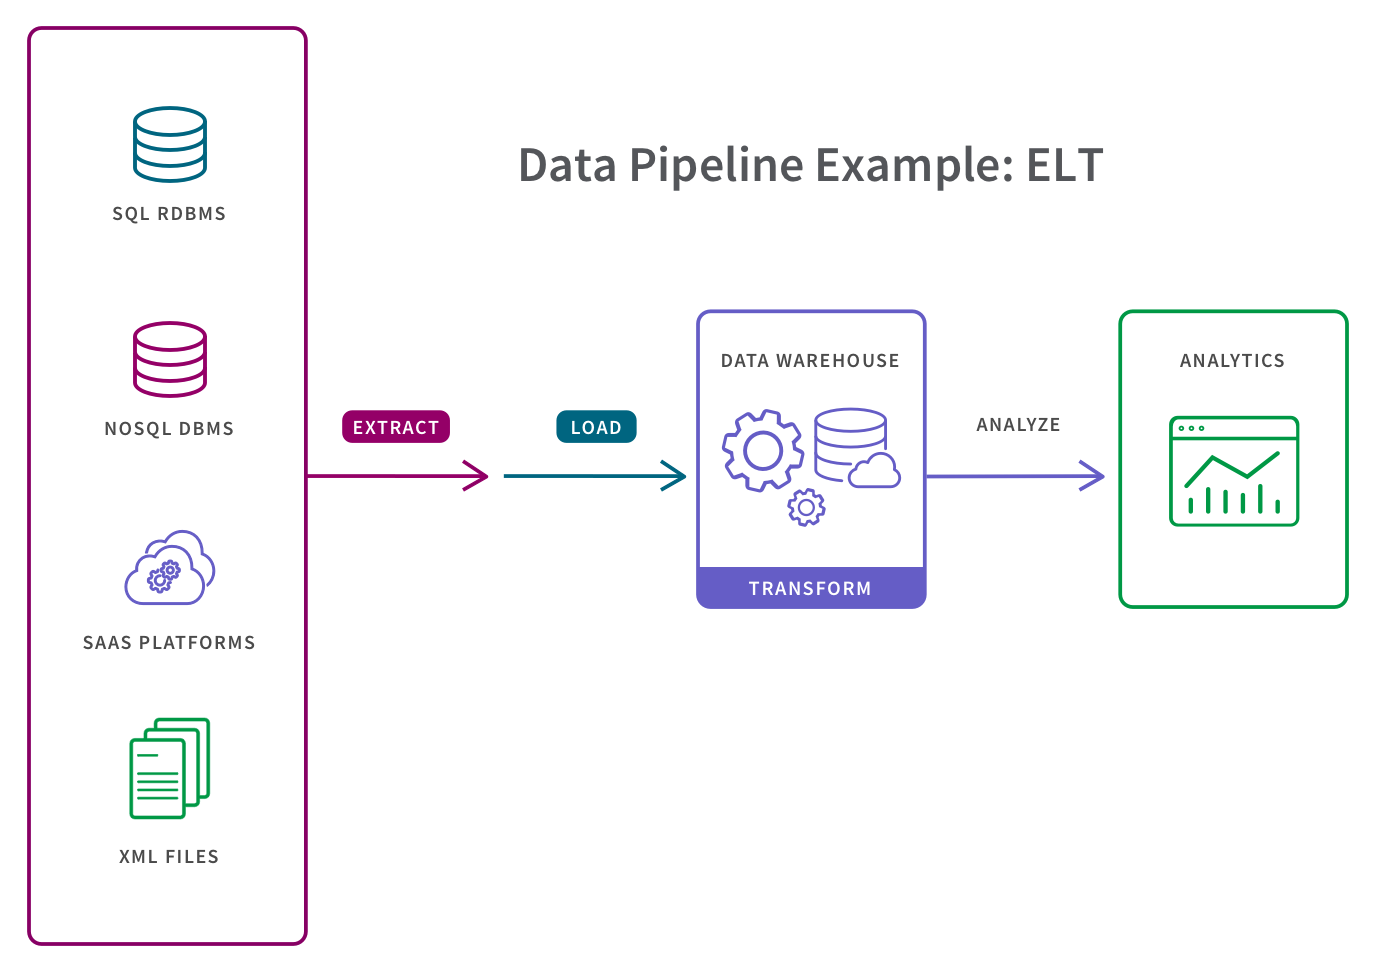 Data Pipeline Example: ELT
SQL RDBMS
NOSQL DBMS
SAAS PLATFORMS
XML FILES
EXTRACT
LOAD
DATA WAREHOUSE
TRANSFORM
ANALYZE
ANALYTICS